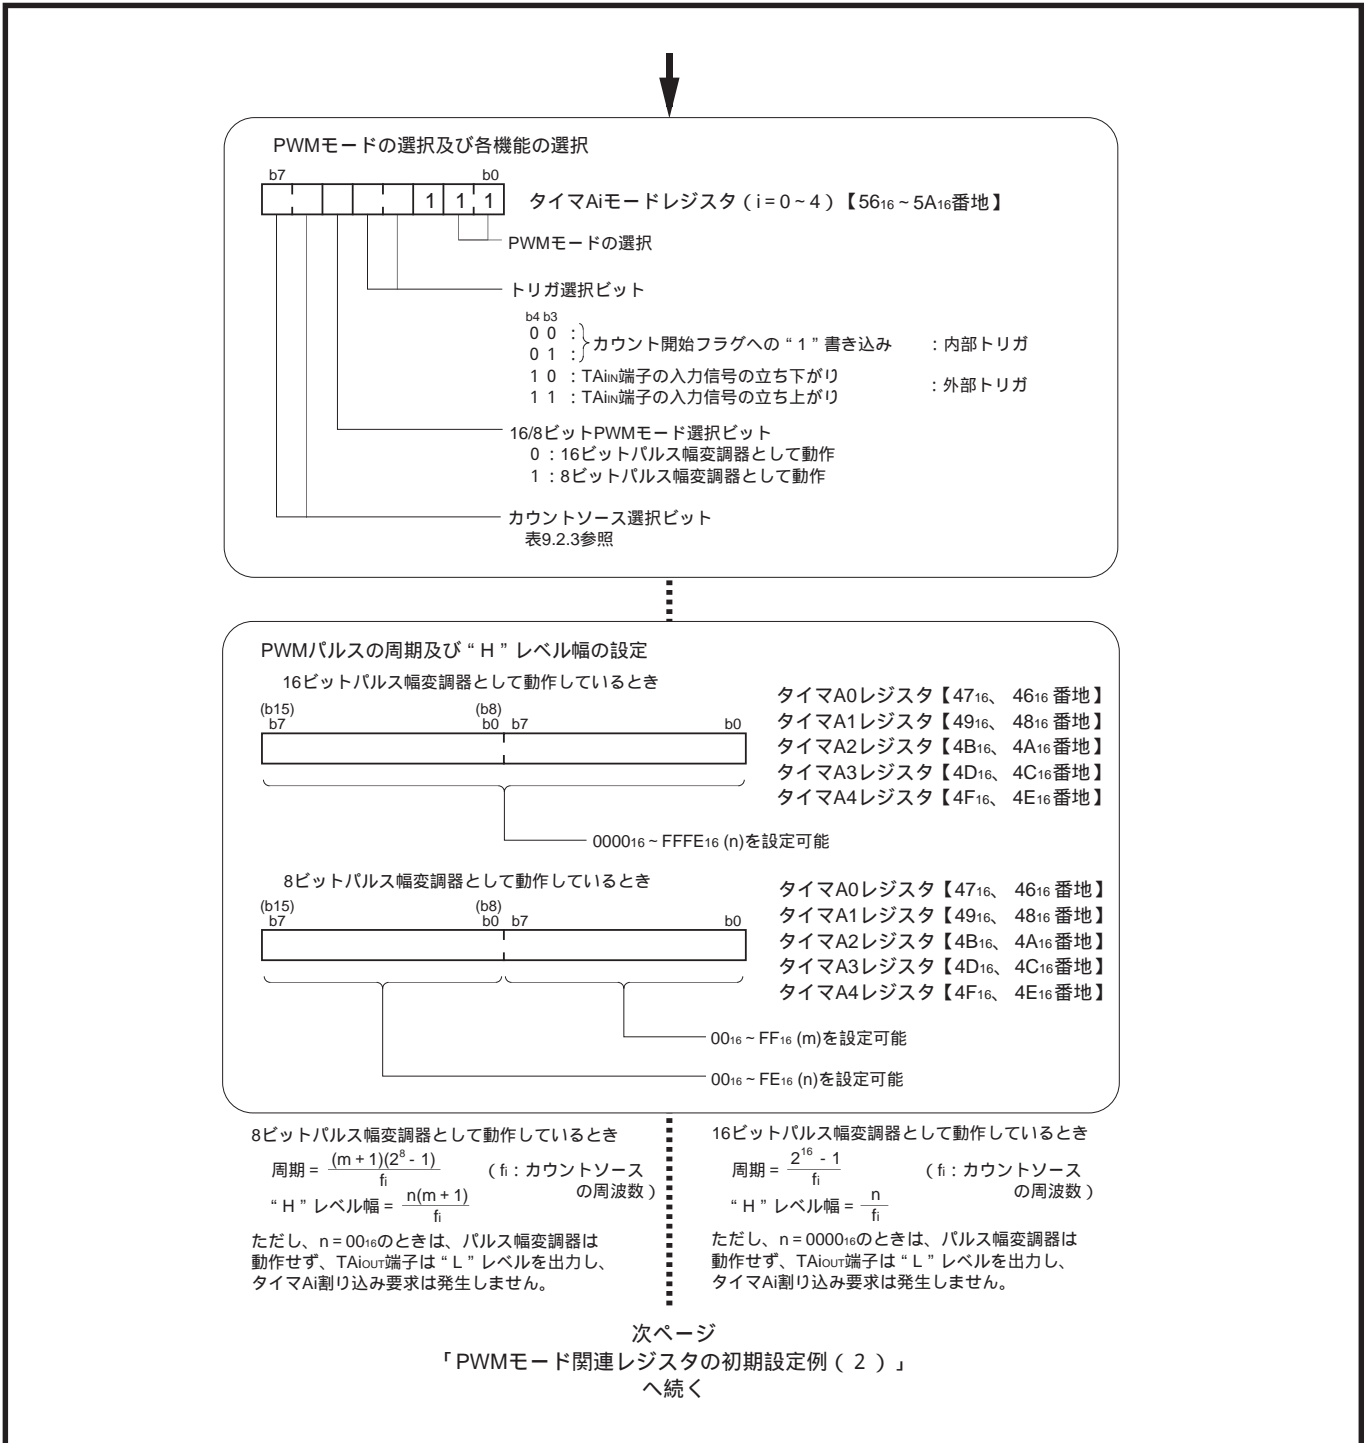 PWMモードの選択及び各機能の選択
b7 b0
1 1 1 タイマAiモードレジスタ（i = 0 ~ 4）【5616 ~ 5A16番地】
PWMモードの選択
トリガ選択ビット
b4 b3
0 0 :
カウント開始フラグへの “ 1 ” 書き込み ：内部トリガ
0 1 :
1 0 ：TAiIN端子の入力信号の立ち下がり
：外部トリガ
1 1 ：TAiIN端子の入力信号の立ち上がり
16/8ビットPWMモード選択ビット
0 ：16ビットパルス幅変調器として動作
1 ：8ビットパルス幅変調器として動作
カウントソース選択ビット
表9.2.3参照
PWMパルスの周期及び “ H ” レベル幅の設定
16ビットパルス幅変調器として動作しているとき
(b15) (b8)
b7 b0 b7 b0
タイマA0レジスタ【4716、 4616 番地】
タイマA1レジスタ【4916、 4816 番地】
タイマA2レジスタ【4B16、 4A16番地】
タイマA3レジスタ【4D16、 4C16番地】
タイマA4レジスタ【4F16、 4E16番地】
000016 ~ FFFE16 (n)を設定可能
8ビットパルス幅変調器として動作しているとき
(b15) (b8)
b7 b0 b7 b0
タイマA0レジスタ【4716、 4616 番地】
タイマA1レジスタ【4916、 4816 番地】
タイマA2レジスタ【4B16、 4A16番地】
タイマA3レジスタ【4D16、 4C16番地】
タイマA4レジスタ【4F16、 4E16番地】
0016 ~ FF16 (m)を設定可能
0016 ~ FE16 (n)を設定可能
8ビットパルス幅変調器として動作しているとき
周期 = (m + 1)(2^8 - 1) / fi （fi：カウントソース
の周波数）
“ H ” レベル幅 = n(m + 1) / fi
ただし、n = 0016のときは、パルス幅変調器は
動作せず、TAiOUT端子は “ L ” レベルを出力し、
タイマAi割り込み要求は発生しません。
16ビットパルス幅変調器として動作しているとき
周期 = 2^16 - 1 / fi （fi：カウントソース
の周波数）
“ H ” レベル幅 = n / fi
ただし、n = 000016のときは、パルス幅変調器は
動作せず、TAiOUT端子は “ L ” レベルを出力し、
タイマAi割り込み要求は発生しません。
次ページ
「PWMモード関連レジスタの初期設定例（ 2 ）」
へ続く